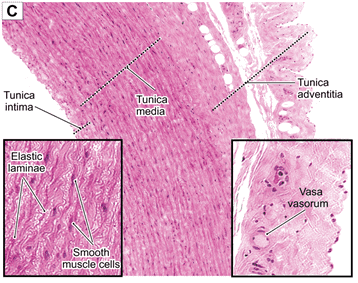 C
Tunica
intima
Tunica
media
Tunica
adventitia
Elastic
laminae
Smooth
muscle cells
Vasa
vasorum